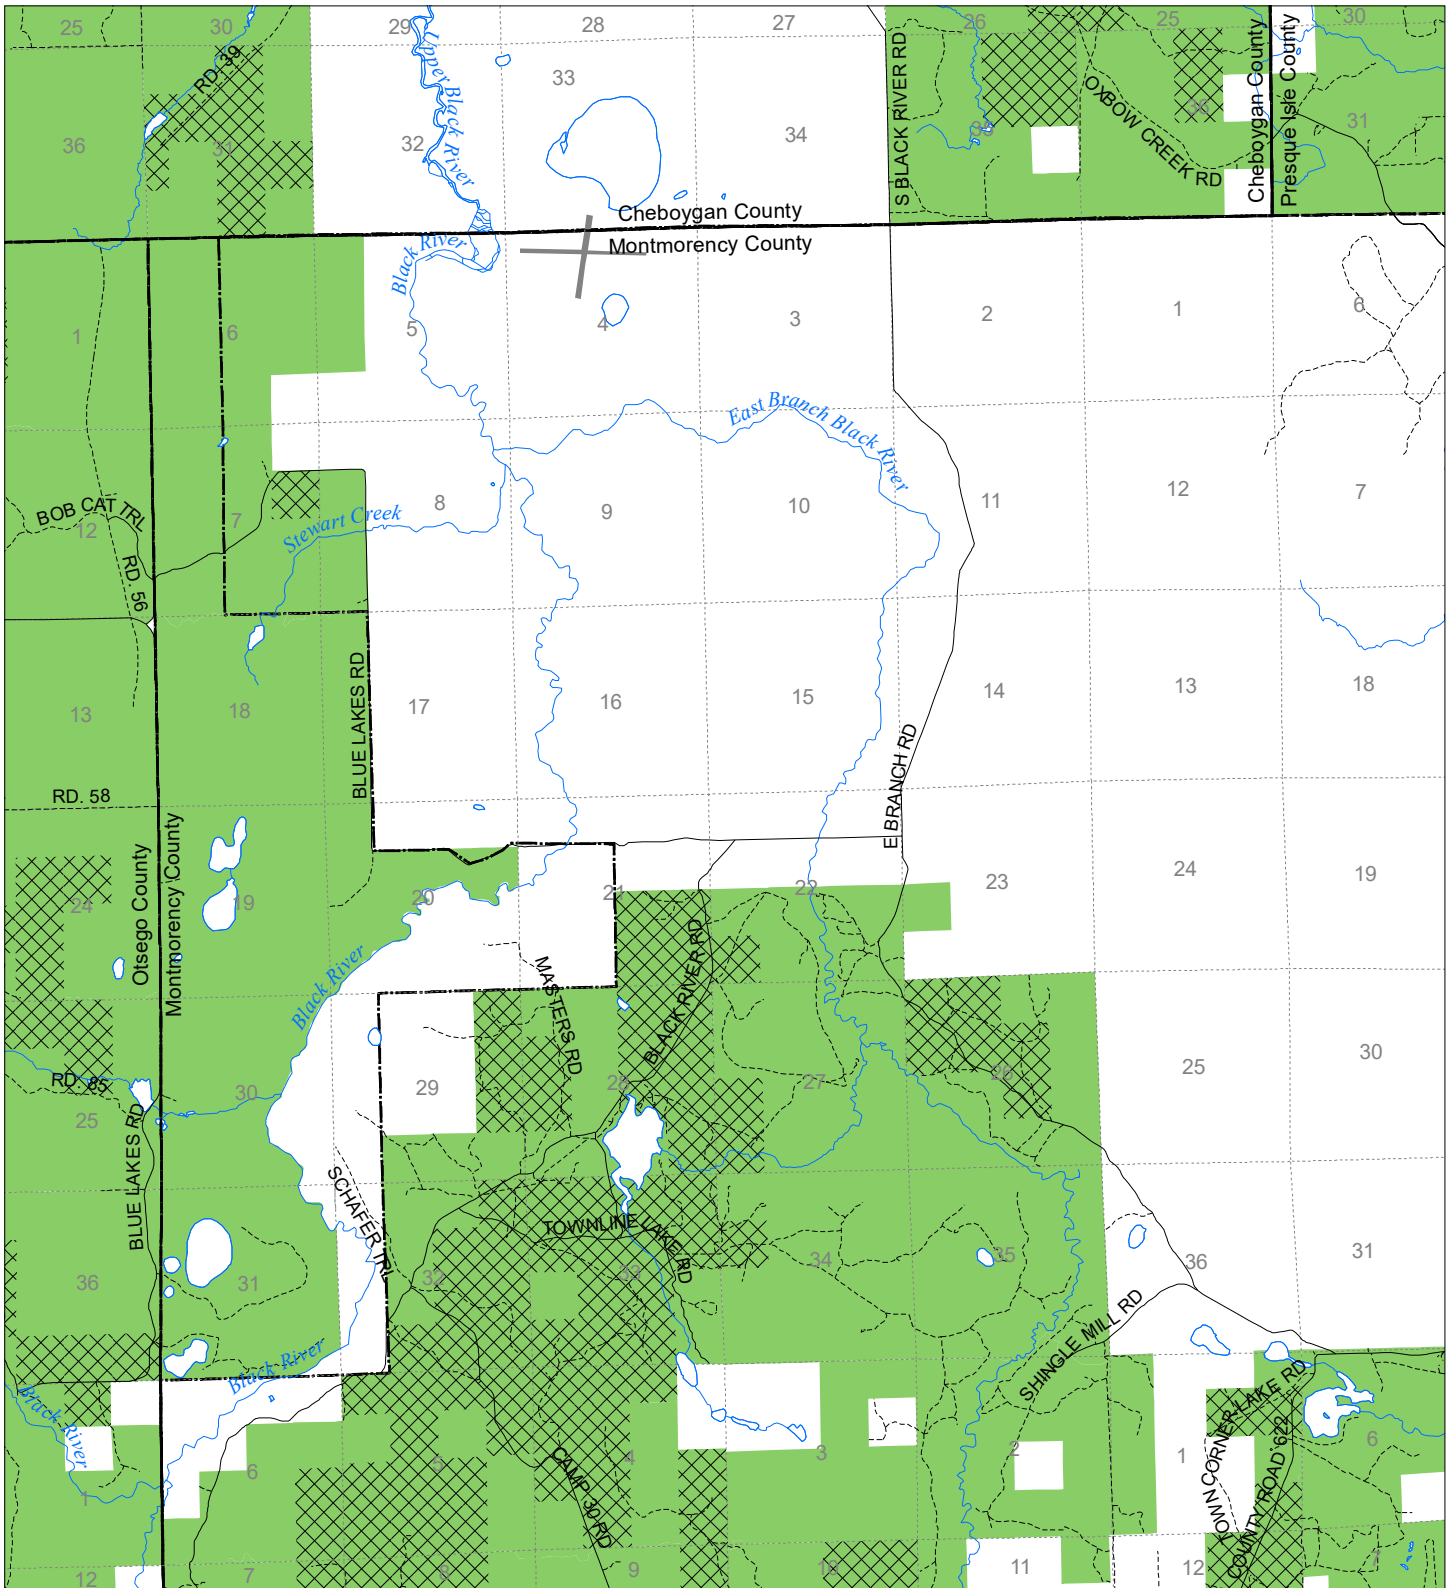 25
30
29
28
27
26
25
30
RD. 39
Upper Black River
33
S BLACK RIVER RD
OXBOW CREEK RD
Cheboygan County
Presque Isle County
36
31
32
34
35
36
31
Cheboygan County
Montmorency County
Black River
1
6
5
4
3
2
1
6
East Branch Black River
BOB CAT TRL
12
7
Stewart Creek
8
9
10
11
12
7
RD. 56
BLUE LAKES RD
13
18
17
16
15
14
13
18
RD. 58
E BRANCH RD
Otsego County
Montmorency County
24
19
20
21
22
23
24
19
Black River
MASTERS RD
BLACK RIVER RD
RD. 85
25
30
29
28
27
26
25
30
BLUE LAKES RD
SCHAFER TRL
TOWNLINE LAKE RD
36
31
32
33
34
35
36
31
SHINGLE MILL RD
Black River
Black River
TOWN CORNER LAKE RD
COUNTY ROAD 622
CAMP 30 RD
1
6
5
4
3
2
1
6
12
7
8
9
10
11
12
7